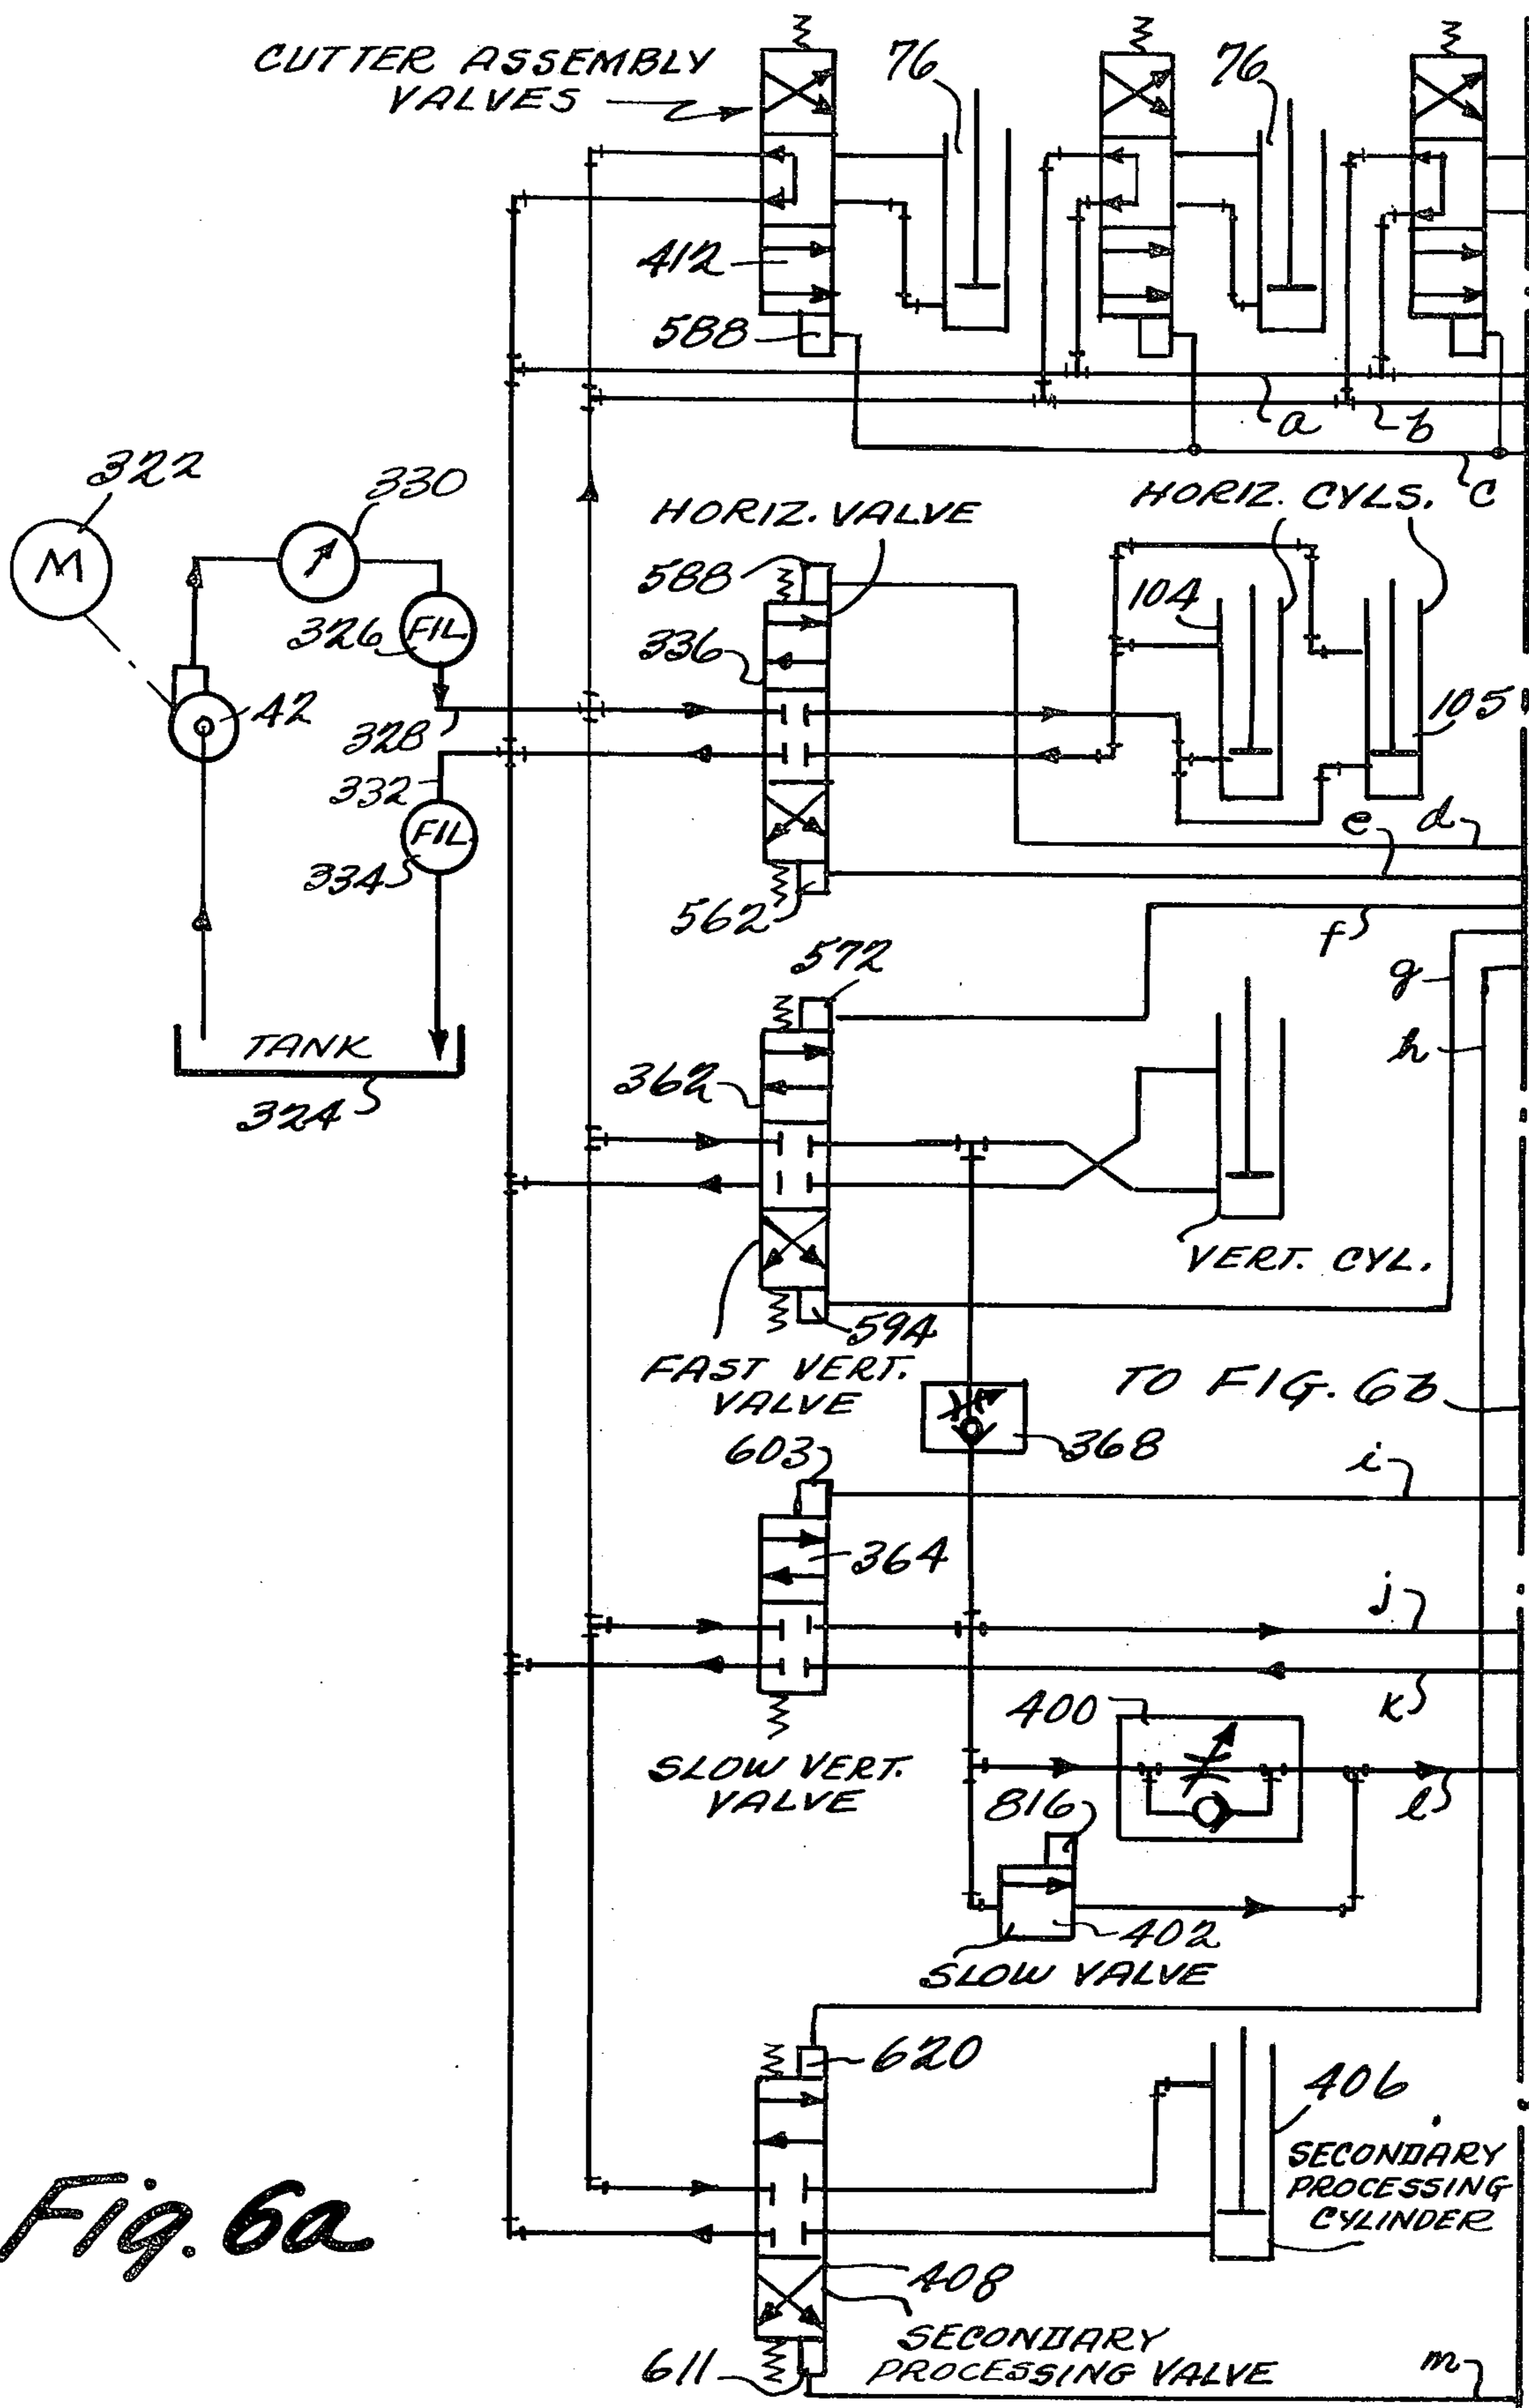 CUTTER ASSEMBLY
VALVES
76
76
412
588
a
b
c
322
330
M
HORIZ. VALVE
HORIZ. CYLS.
588
104
326
FIL.
336
42
328
105
332
FIL.
334
e
d
562
f
572
g
TANK
h
362
324
VERT. CYL.
594
FAST VERT.
VALVE
TO FIG. 6b
368
603
i
364
j
k
400
SLOW VERT.
VALVE
816
l
402
SLOW VALVE
620
406
SECONDARY
PROCESSING
CYLINDER
Fig. 6a
408
SECONDARY
PROCESSING VALVE
611
m